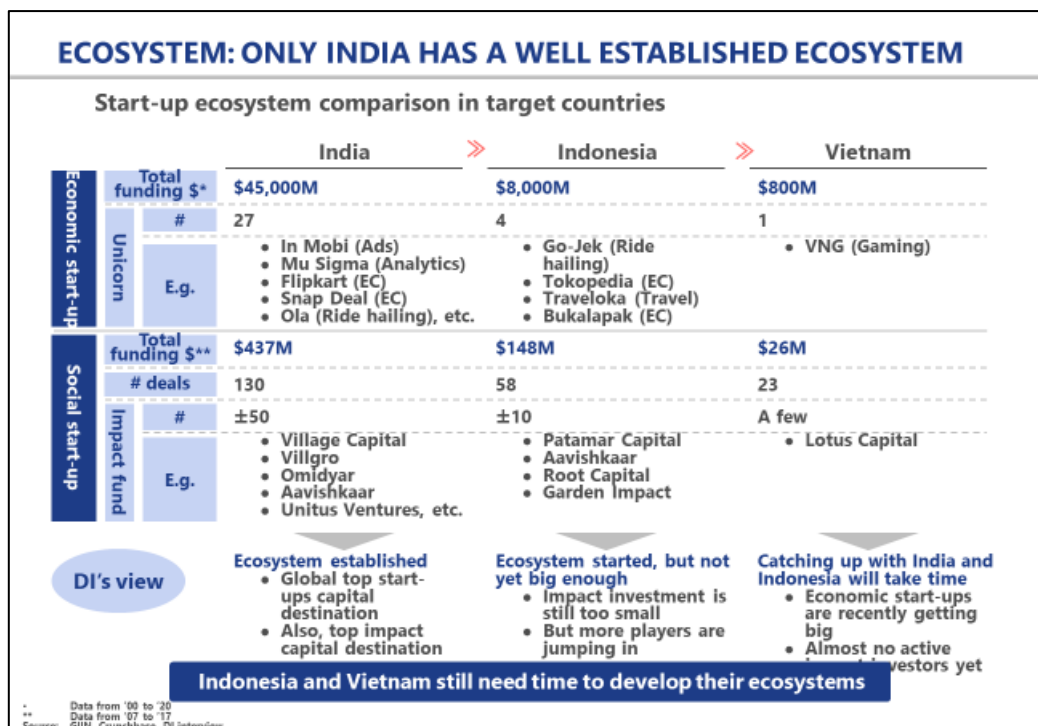 ECOSYSTEM: ONLY INDIA HAS A WELL ESTABLISHED ECOSYSTEM
Start-up ecosystem comparison in target countries
India
Indonesia
Vietnam
Economic start-up
Total
funding $*
$45,000M
$8,000M
$800M
Unicorn
#
27
4
1
E.g.
• In Mobi (Ads)
• Mu Sigma (Analytics)
• Flipkart (EC)
• Snap Deal (EC)
• Ola (Ride hailing), etc.
• Go-Jek (Ride
hailing)
• Tokopedia (EC)
• Traveloka (Travel)
• Bukalapak (EC)
• VNG (Gaming)
Social start-up
Total
funding $**
$437M
$148M
$26M
# deals
130
58
23
Impact fund
#
±50
±10
A few
E.g.
• Village Capital
• Villgro
• Omidyar
• Aavishkaar
• Unitus Ventures, etc.
• Patamar Capital
• Aavishkaar
• Root Capital
• Garden Impact
• Lotus Capital
DI's view
Ecosystem established
• Global top start-
ups capital
destination
• Also, top impact
capital destination
Ecosystem started, but not
yet big enough
• Impact investment is
still too small
• But more players are
jumping in
Catching up with India and
Indonesia will take time
• Economic start-ups
are recently getting
big
• Almost no active
investors yet
Indonesia and Vietnam still need time to develop their ecosystems
* Data from '00 to '20
** Data from '07 to '17
Source: GIIN, Crunchbase, DI interview